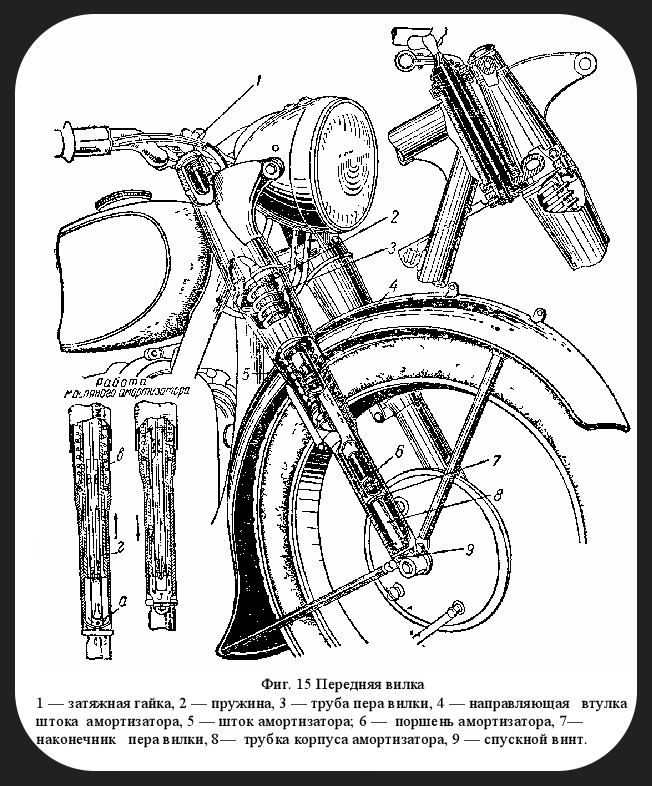 1
2
3
4
Работа
масляного амортизатора
5
в
6
7
8
г
9
а
Фиг. 15 Передняя вилка
1 — затяжная гайка, 2 — пружина, 3 — труба пера вилки, 4 — направляющая втулка
штока амортизатора, 5 — шток амортизатора; 6 — поршень амортизатора, 7—
наконечник пера вилки, 8— трубка корпуса амортизатора, 9 — спускной винт.